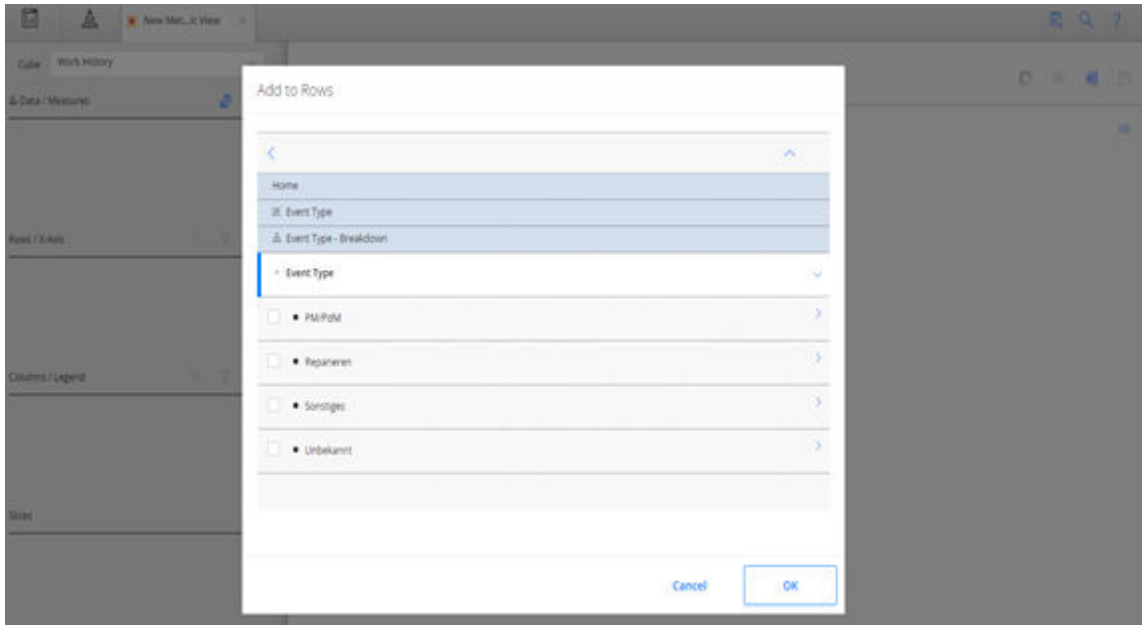 New Met...ic View
Cube Work History
Data / Measures
Add to Rows
Home
Event Type
Event Type - Breakdown
Rows / X-Axis
Event Type
PM/PdM
Reparieren
Columns / Legend
Sonstiges
Unbekannt
Slices
Cancel OK